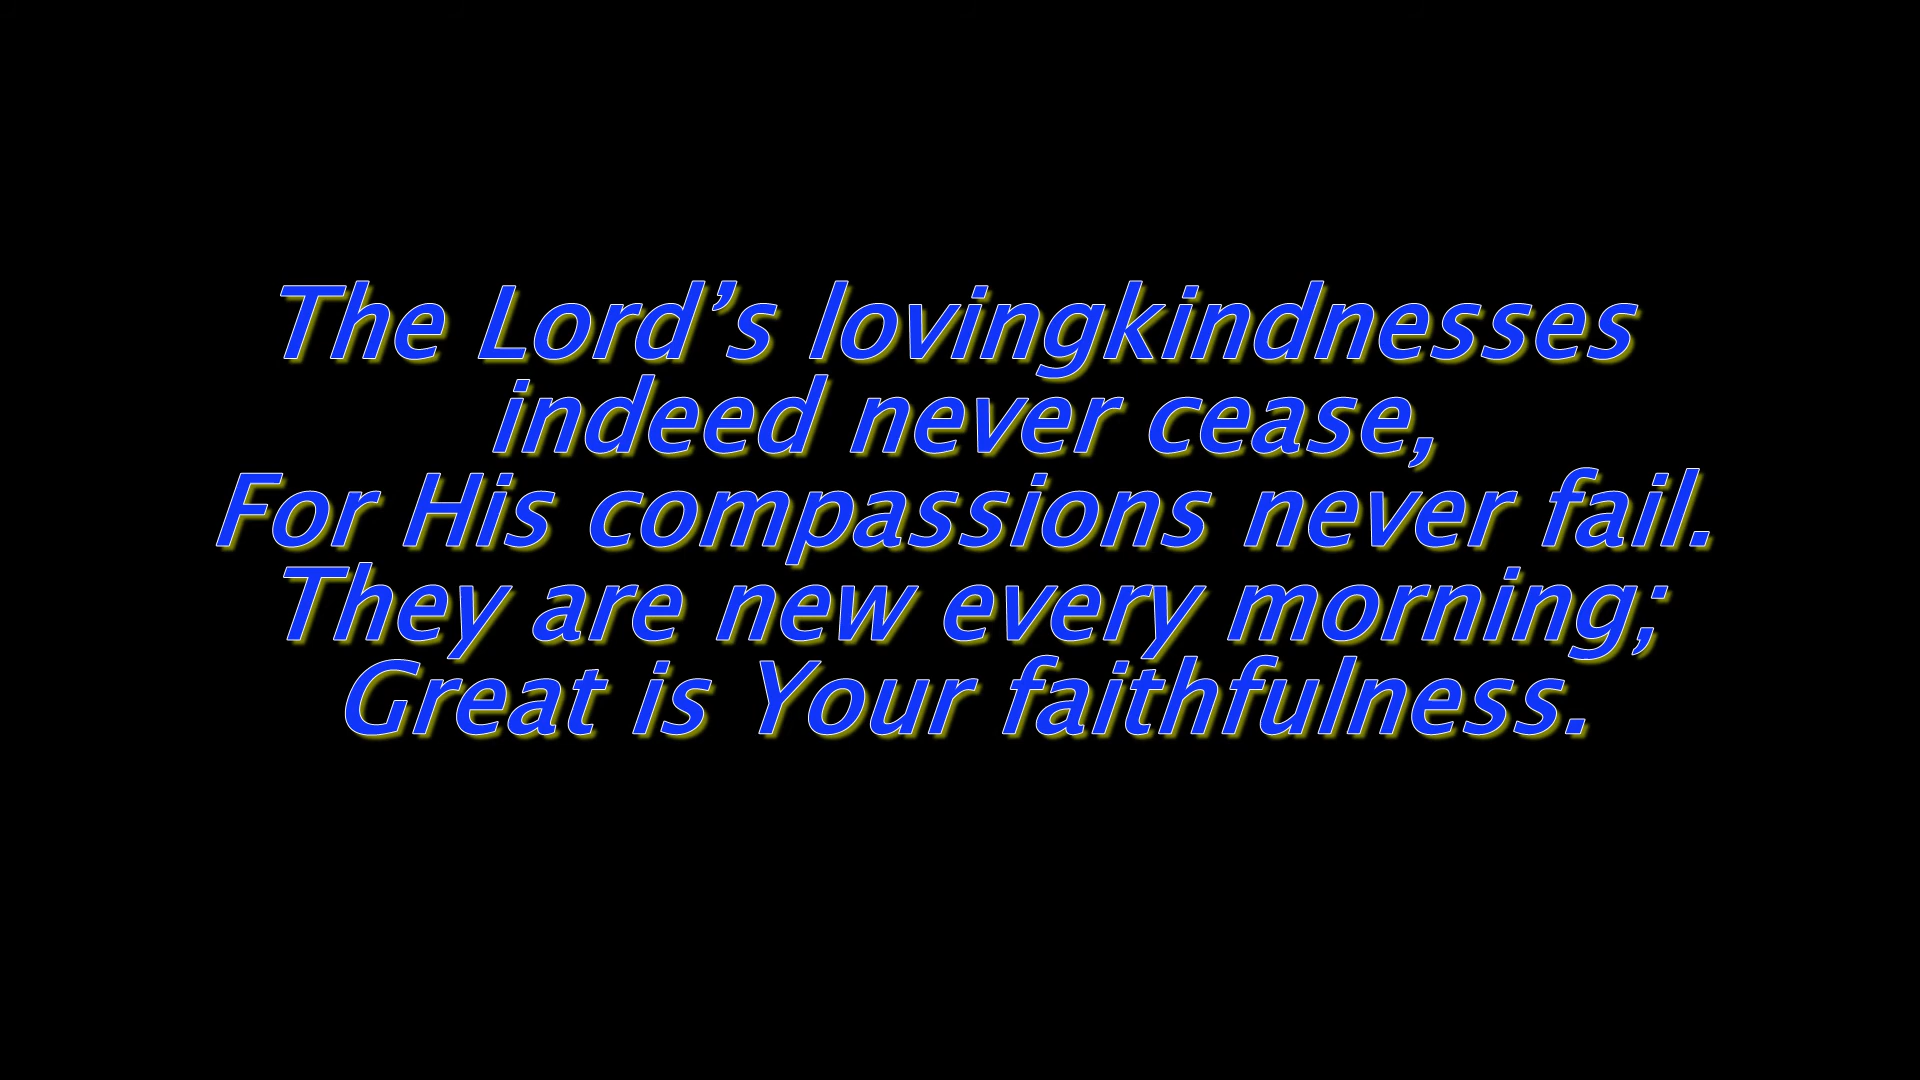 The Lord’s lovingkindnesses
indeed never cease,
For His compassions never fail.
They are new every morning;
Great is Your faithfulness.